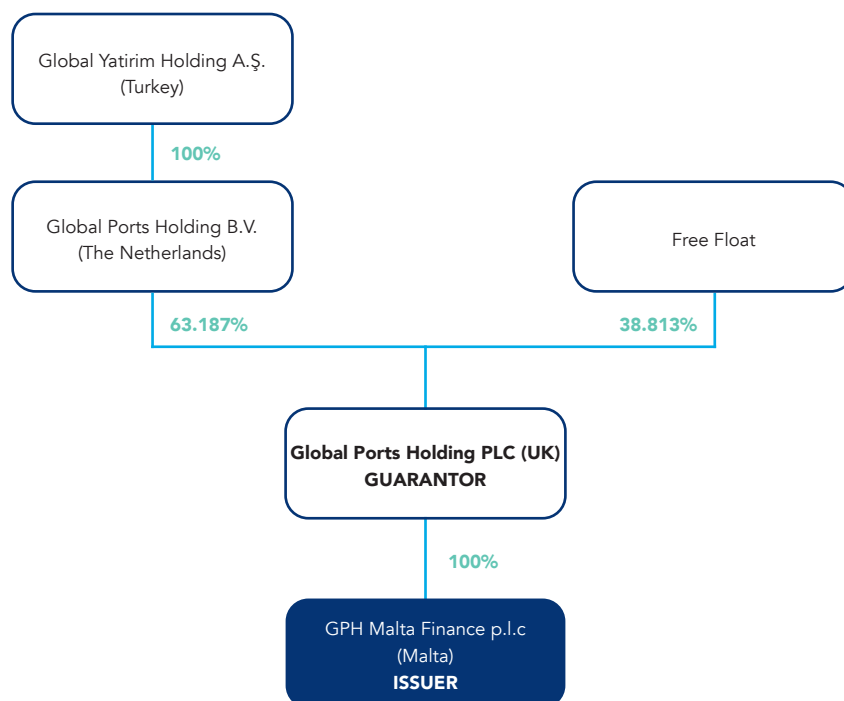 Global Yatirim Holding A.Ş.
(Turkey)
100%
Global Ports Holding B.V.
(The Netherlands)
Free Float
63.187%
38.813%
Global Ports Holding PLC (UK)
GUARANTOR
100%
GPH Malta Finance p.l.c
(Malta)
ISSUER